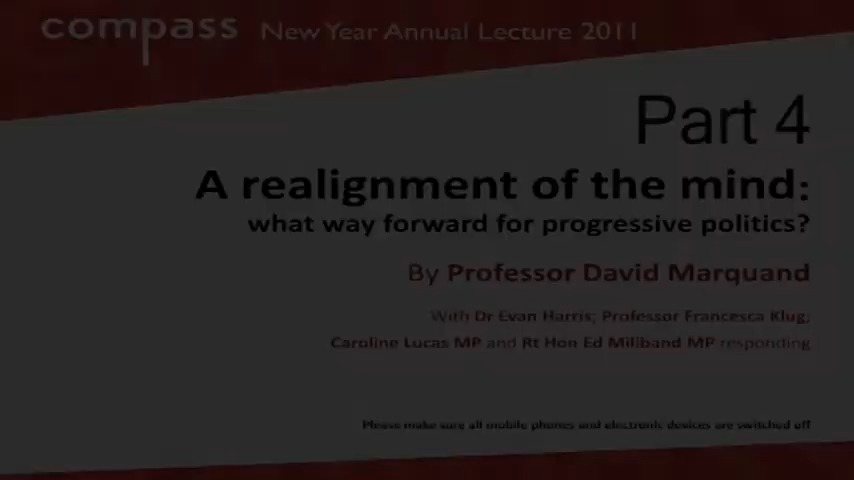 compass New Year Annual Lecture 2011
Part 4
A realignment of the mind:
what way forward for progressive politics?
By Professor David Marquand
With Dr Evan Harris; Professor Francesca Klug;
Caroline Lucas MP and Rt Hon Ed Miliband MP responding
Please make sure all mobile phones and electronic devices are switched off